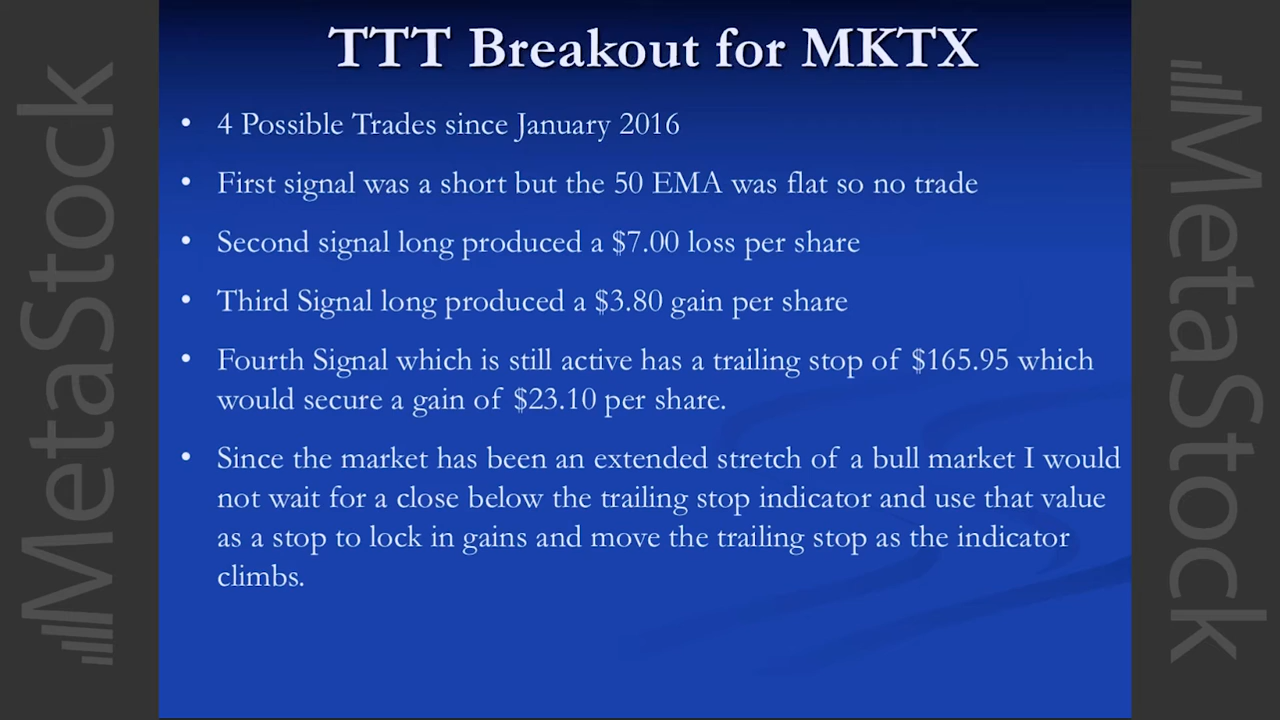 TTT Breakout for MKTX
• 4 Possible Trades since January 2016
• First signal was a short but the 50 EMA was flat so no trade
• Second signal long produced a $7.00 loss per share
• Third Signal long produced a $3.80 gain per share
• Fourth Signal which is still active has a trailing stop of $165.95 which
would secure a gain of $23.10 per share.
• Since the market has been an extended stretch of a bull market I would
not wait for a close below the trailing stop indicator and use that value
as a stop to lock in gains and move the trailing stop as the indicator
climbs.
MetaStock
MetaStock